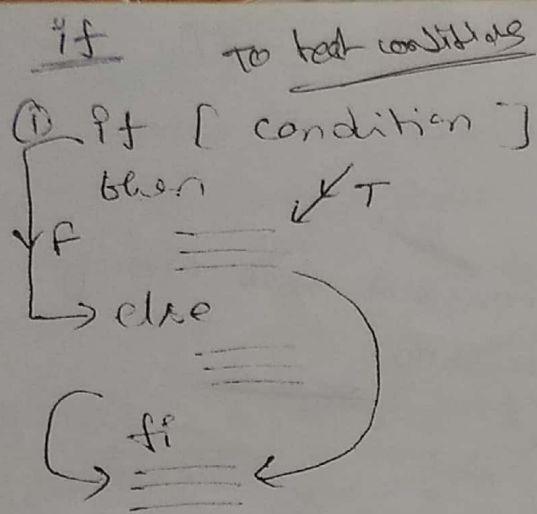 if To test conditions
① if [ condition ]
then
T
F
else
fi